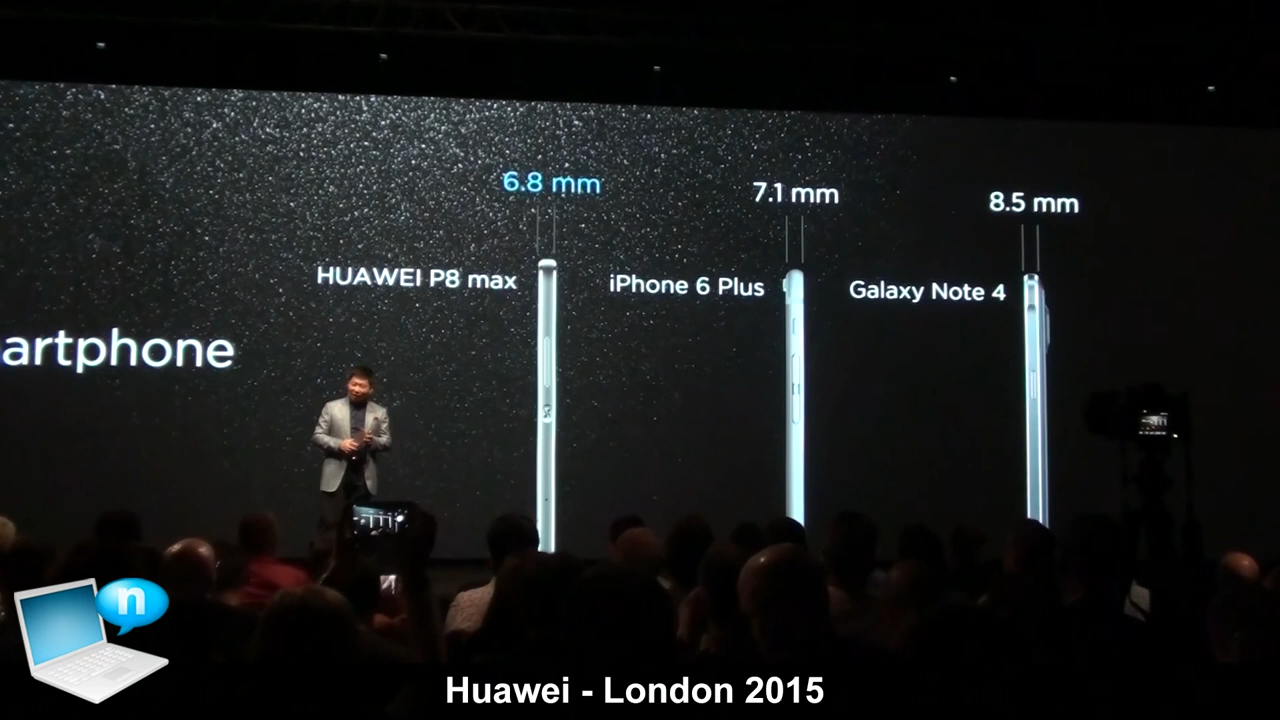 6.8 mm
7.1 mm
8.5 mm
HUAWEI P8 max
iPhone 6 Plus
Galaxy Note 4
artphone
n
Huawei - London 2015